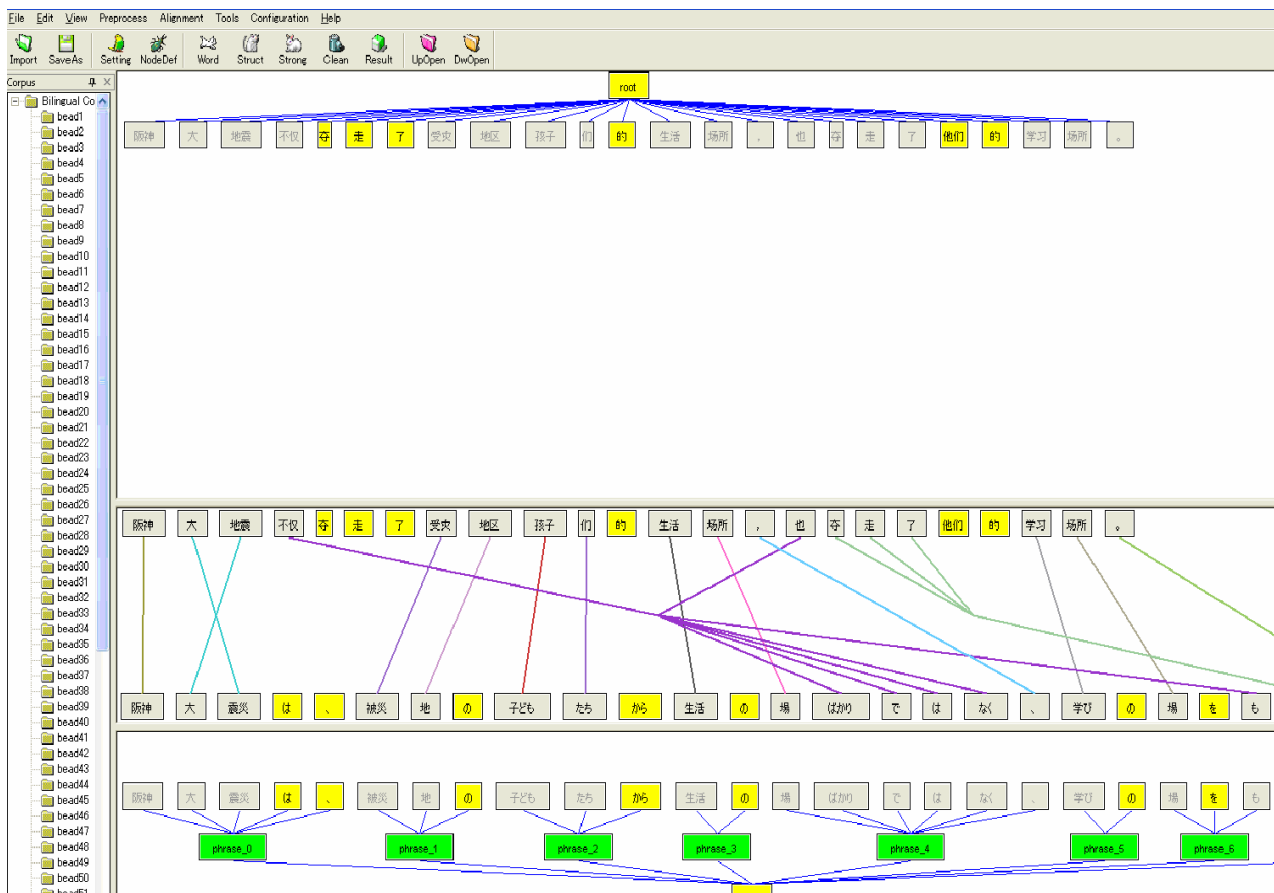 File Edit View Preprocess Alignment Tools Configuration Help
Import SaveAs Setting NodeDef Word Struct Strong Clean Result UpOpen DwOpen
Corpus
Bilingual Co
bead1
bead2
bead3
bead4
bead5
bead6
bead7
bead8
bead9
bead10
bead11
bead12
bead13
bead14
bead15
bead16
bead17
bead18
bead19
bead20
bead21
bead22
bead23
bead24
bead25
bead26
bead27
bead28
bead29
bead30
bead31
bead32
bead33
bead34
bead35
bead36
bead37
bead38
bead39
bead40
bead41
bead42
bead43
bead44
bead45
bead46
bead47
bead48
bead49
bead50
bead51
root
阪神 大 地震 不仅 夺 走 了 受灾 地区 孩子 们 的 生活 场所 , 也 夺 走 了 他们 的 学习 场所 。
阪神 大 地震 不仅 夺 走 了 受灾 地区 孩子 们 的 生活 场所 , 也 夺 走 了 他们 的 学习 场所 。
阪神 大 震災 は 、 被災 地 の 子ども たち から 生活 の 場 ばかり で は なく 、 学び の 場 を も
阪神 大 震災 は 、 被災 地 の 子ども たち から 生活 の 場 ばかり で は なく 、 学び の 場 を も
phrase_0 phrase_1 phrase_2 phrase_3 phrase_4 phrase_5 phrase_6